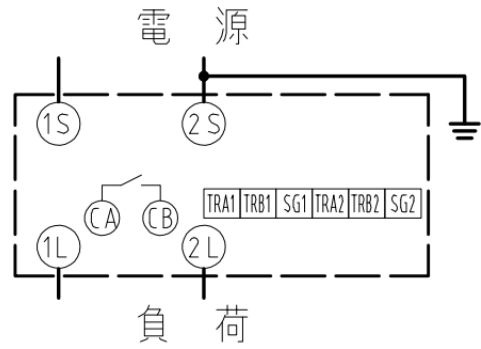 電 源
1S 2S
TRA1 TRB1 SG1 TRA2 TRB2 SG2
CA CB
1L 2L
負 荷